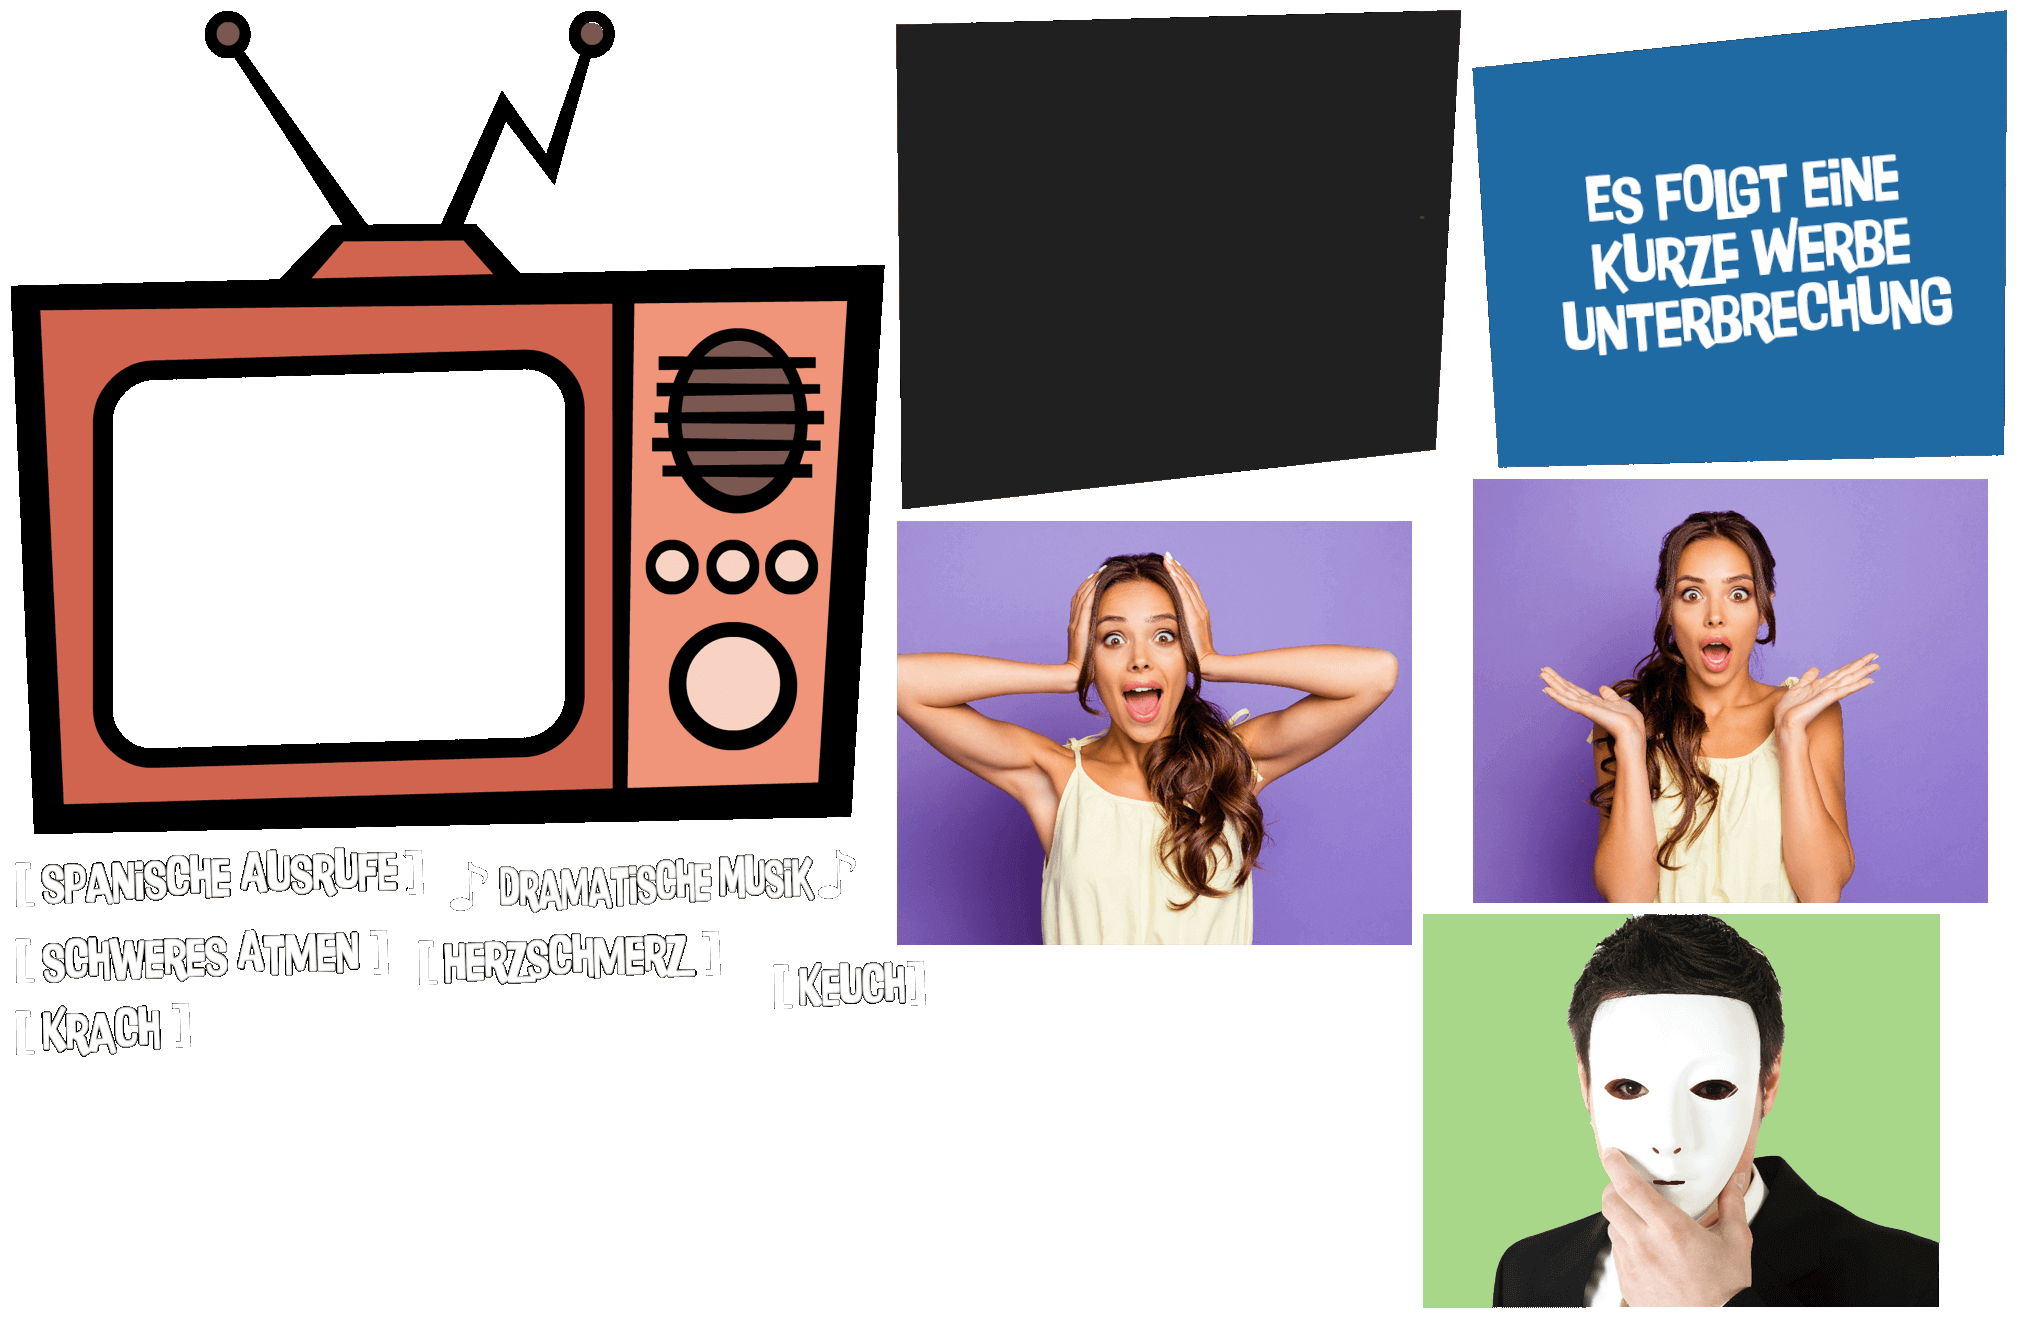 ES FOLGT EINE
KURZE WERBE
UNTERBRECHUNG
[ SPANISCHE AUSRUFE ]
♪ DRAMATISCHE MUSIK ♪
[ SCHWERES ATMEN ]
[ HERZSCHMERZ ]
[ KEUCH ]
[ KRACH ]